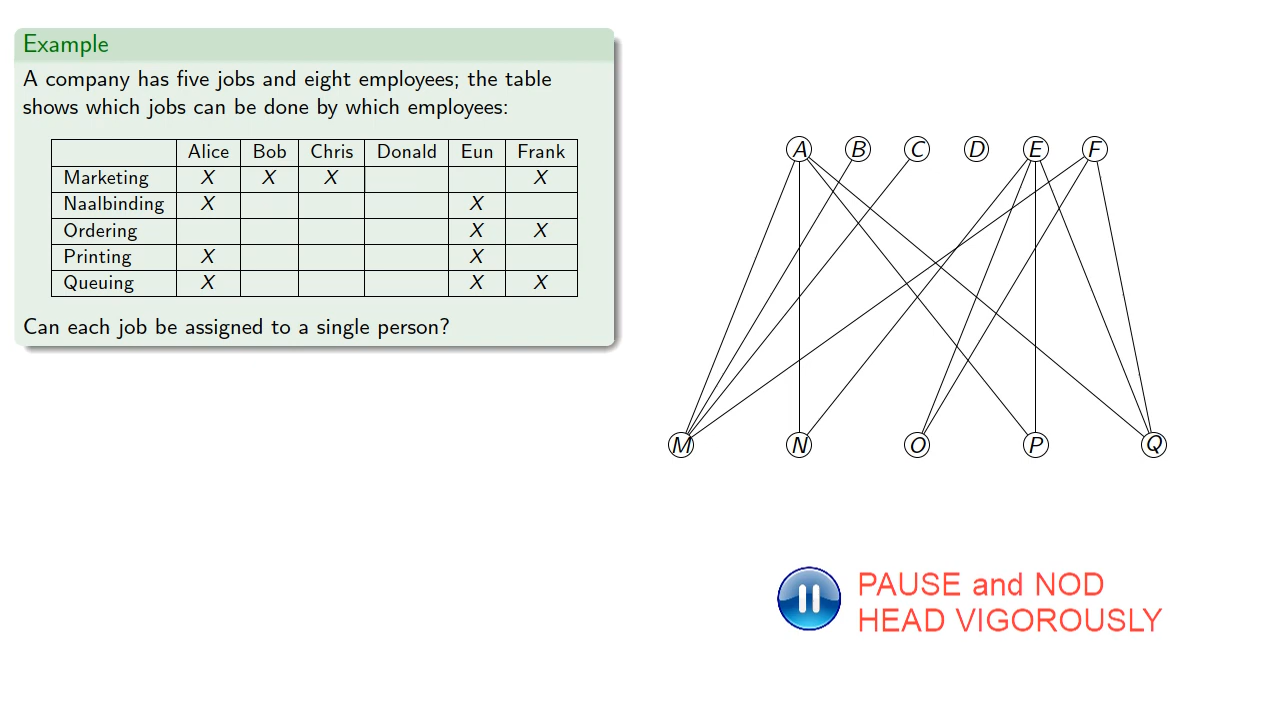 Example
A company has five jobs and eight employees; the table
shows which jobs can be done by which employees:
Alice Bob Chris Donald Eun Frank
Marketing X X X X
Naalbinding X X
Ordering X X
Printing X X
Queuing X X X
Can each job be assigned to a single person?
A B C D E F
M N O P Q
PAUSE and NOD
HEAD VIGOROUSLY